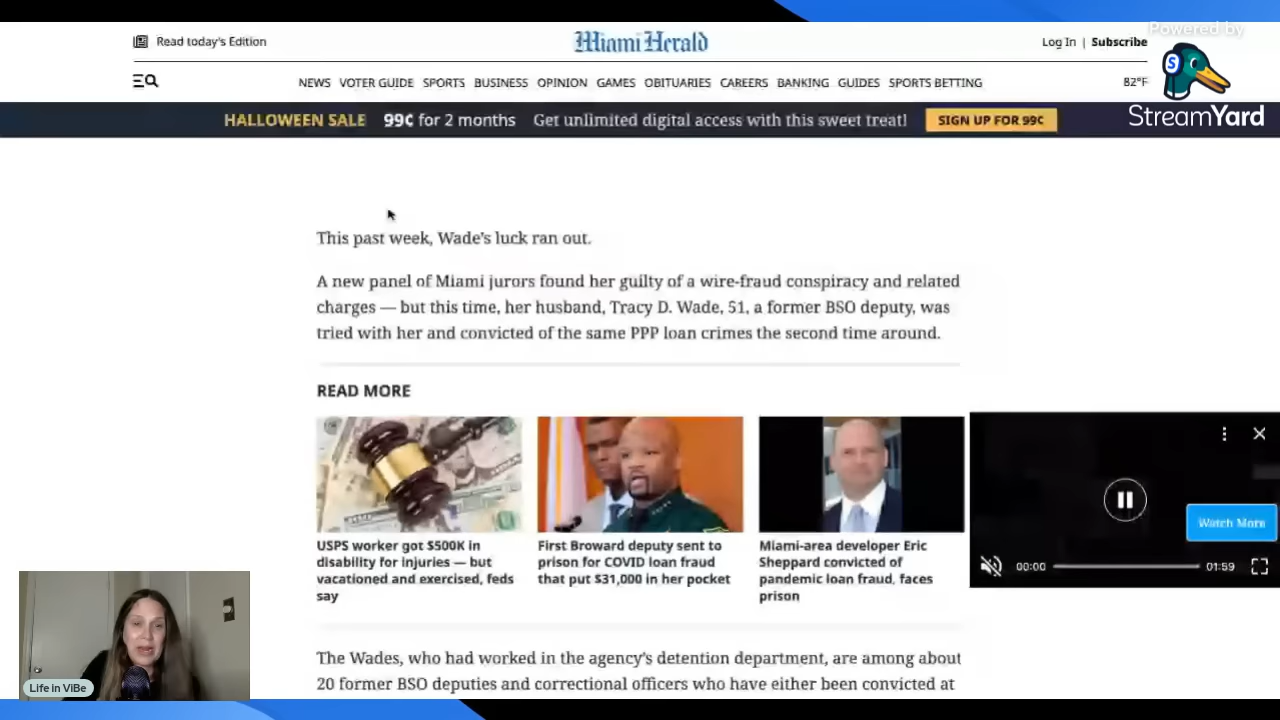 Powered by
StreamYard
Read today's Edition
Miami Herald
Log In | Subscribe
NEWS VOTER GUIDE SPORTS BUSINESS OPINION GAMES OBITUARIES CAREERS BANKING GUIDES SPORTS BETTING
82°F
HALLOWEEN SALE 99¢ for 2 months Get unlimited digital access with this sweet treat! SIGN UP FOR 99¢
This past week, Wade's luck ran out.
A new panel of Miami jurors found her guilty of a wire-fraud conspiracy and related
charges — but this time, her husband, Tracy D. Wade, 51, a former BSO deputy, was
tried with her and convicted of the same PPP loan crimes the second time around.
READ MORE
USPS worker got $500K in
disability for injuries — but
vacationed and exercised, feds
say
First Broward deputy sent to
prison for COVID loan fraud
that put $31,000 in her pocket
Miami-area developer Eric
Sheppard convicted of
pandemic loan fraud, faces
prison
Watch More
00:00
01:59
The Wades, who had worked in the agency's detention department, are among about
20 former BSO deputies and correctional officers who have either been convicted at
Life in ViBe